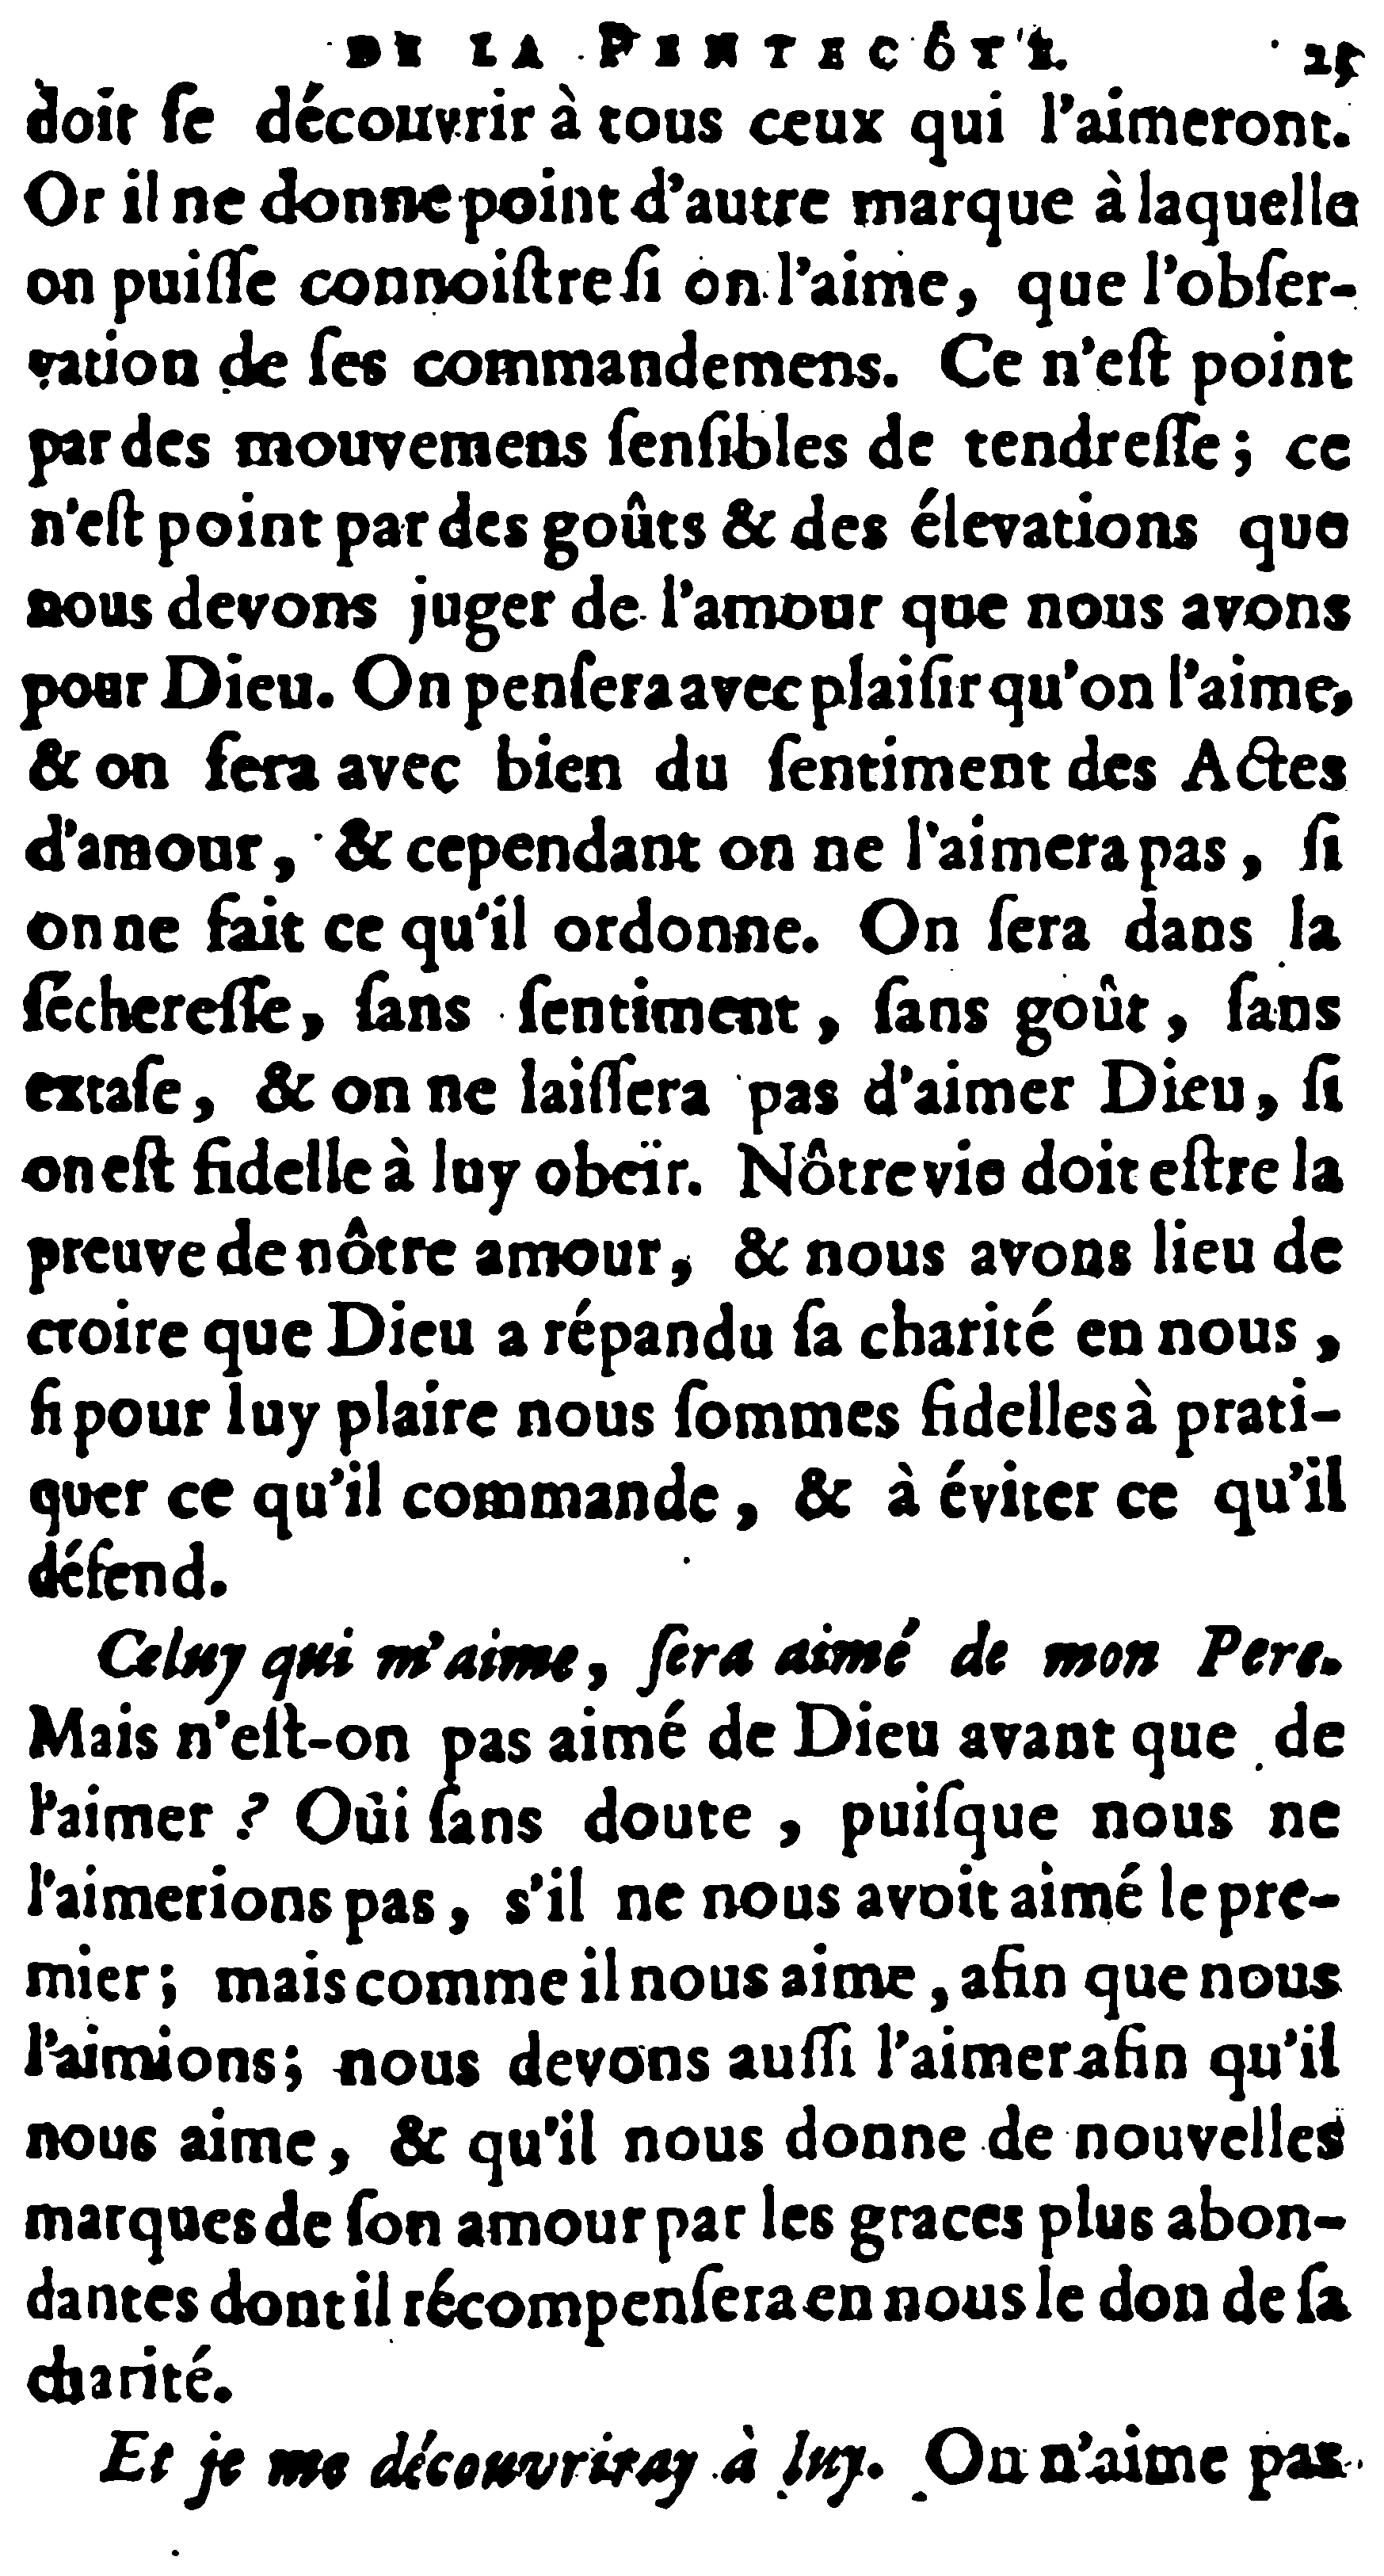 DE LA PENTECÔTE. 25
doit ſe découvrir à tous ceux qui l'aimeront.
Or il ne donne point d'autre marque à laquelle
on puiſſe connoiſtre ſi on l'aime, que l'obſer-
vation de ſes commandemens. Ce n'eſt point
par des mouvemens ſenſibles de tendreſſe; ce
n'eſt point par des goûts & des élevations que
nous devons juger de l'amour que nous avons
pour Dieu. On penſera avec plaiſir qu'on l'aime,
& on fera avec bien du ſentiment des Actes
d'amour, & cependant on ne l'aimera pas, ſi
on ne fait ce qu'il ordonne. On ſera dans la
ſécchereſſe, ſans ſentiment, ſans goût, ſans
extaſe, & on ne laiſſera pas d'aimer Dieu, ſi
on eſt fidelle à luy obeïr. Nôtre vie doit eſtre la
preuve de nôtre amour, & nous avons lieu de
croire que Dieu a répandu ſa charité en nous,
ſi pour luy plaire nous ſommes fidelles à prati-
quer ce qu'il commande, & à éviter ce qu'il
défend.
Celuy qui m'aime, ſera aimé de mon Pere.
Mais n'eſt-on pas aimé de Dieu avant que de
l'aimer ? Oüi ſans doute, puiſque nous ne
l'aimerions pas, s'il ne nous avoit aimé le pre-
mier; mais comme il nous aime, afin que nous
l'aimions; nous devons auſſi l'aimer afin qu'il
nous aime, & qu'il nous donne de nouvelles
marques de ſon amour par les graces plus abon-
dantes dont il récompenſera en nous le don de ſa
charité.
Et je me découvriray à luy. On n'aime pas